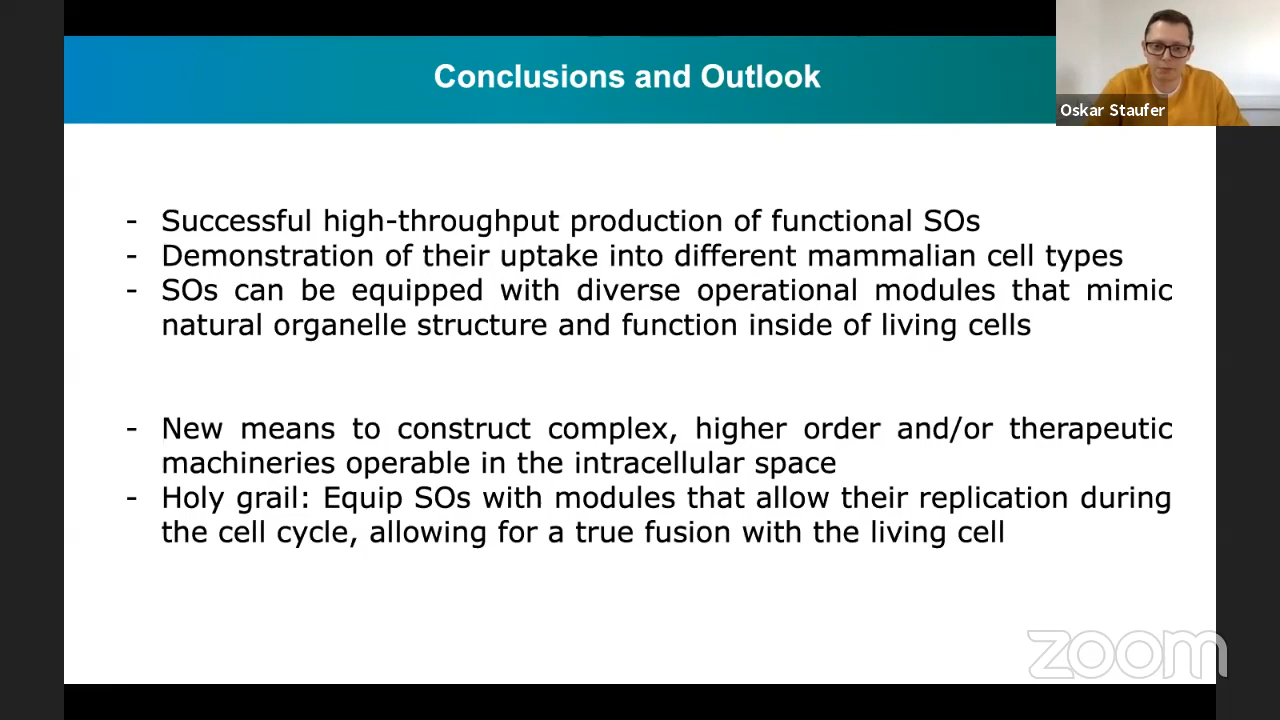 Conclusions and Outlook
Oskar Staufer
- Successful high-throughput production of functional SOs
- Demonstration of their uptake into different mammalian cell types
- SOs can be equipped with diverse operational modules that mimic
natural organelle structure and function inside of living cells
- New means to construct complex, higher order and/or therapeutic
machineries operable in the intracellular space
- Holy grail: Equip SOs with modules that allow their replication during
the cell cycle, allowing for a true fusion with the living cell
zoom